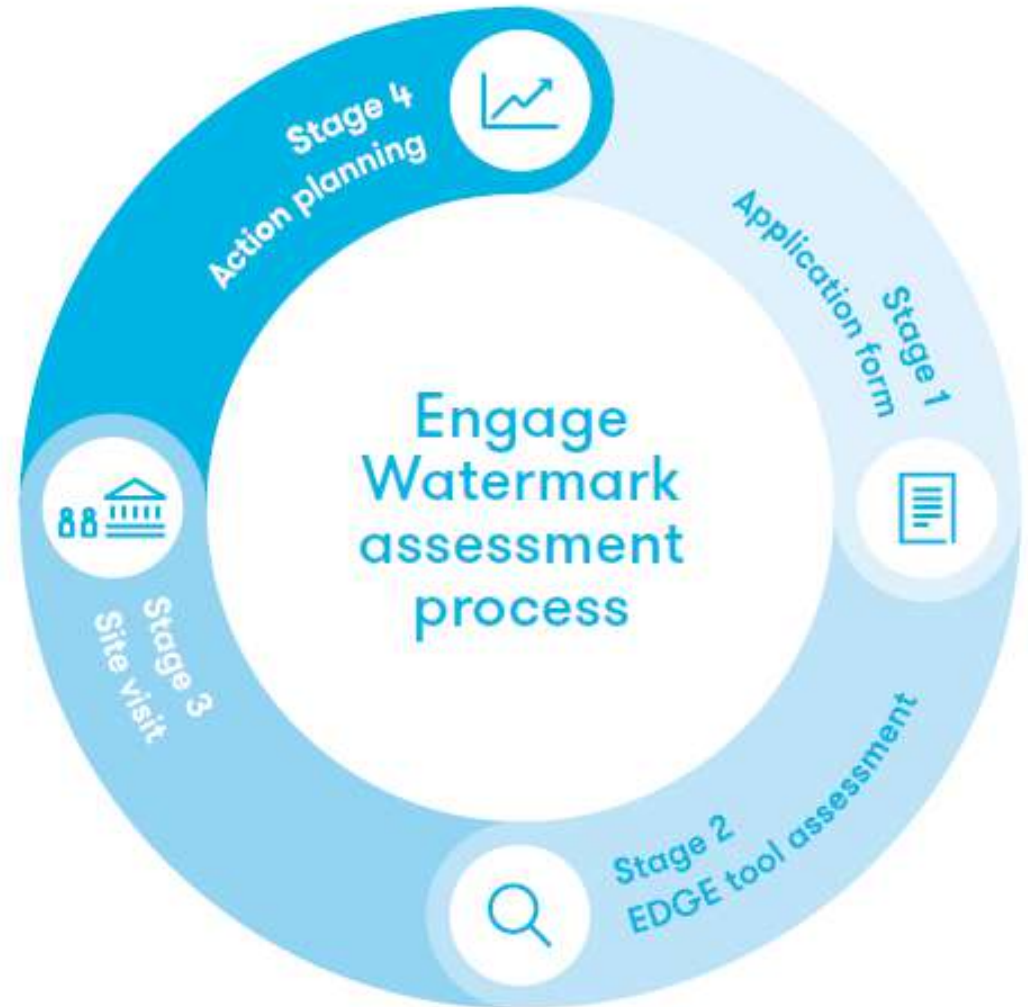 Engage
Watermark
assessment
process
Stage 1
Application form
Stage 2
EDGE tool assessment
Stage 3
Site visit
Stage 4
Action planning